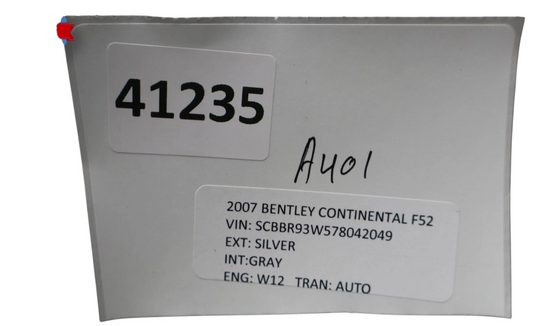 41235
A401
2007 BENTLEY CONTINENTAL F52
VIN: SCBBR93W578042049
EXT: SILVER
INT:GRAY
ENG: W12 TRAN: AUTO